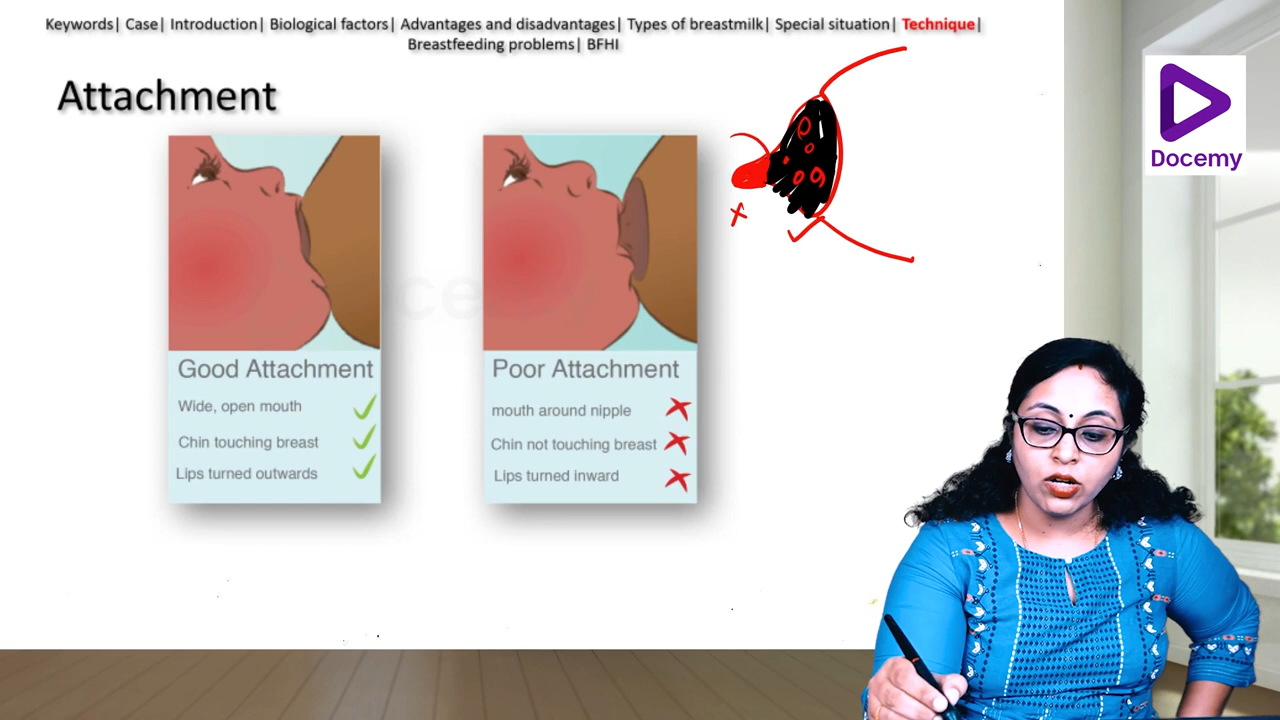 Keywords| Case| Introduction| Biological factors| Advantages and disadvantages| Types of breastmilk| Special situation| Technique|
Breastfeeding problems| BFHI
Attachment
Docemy
Good Attachment
Wide, open mouth
Chin touching breast
Lips turned outwards
Poor Attachment
mouth around nipple
Chin not touching breast
Lips turned inward